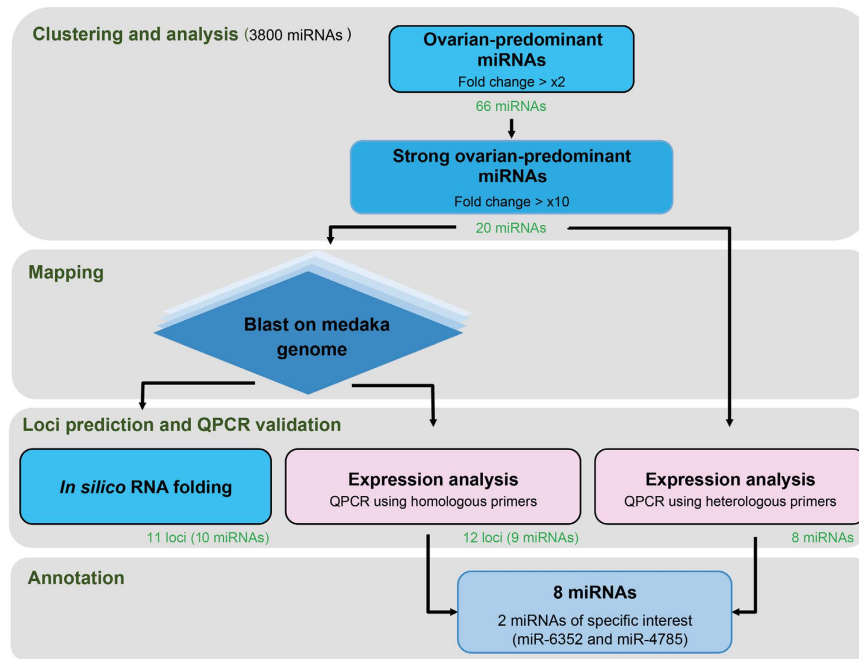 Clustering and analysis (3800 miRNAs )
Ovarian-predominant
miRNAs
Fold change > x2
66 miRNAs
Strong ovarian-predominant
miRNAs
Fold change > x10
20 miRNAs
Mapping
Blast on medaka
genome
Loci prediction and QPCR validation
In silico RNA folding
11 loci (10 miRNAs)
Expression analysis
QPCR using homologous primers
12 loci (9 miRNAs)
Expression analysis
QPCR using heterologous primers
8 miRNAs
Annotation
8 miRNAs
2 miRNAs of specific interest
(miR-6352 and miR-4785)